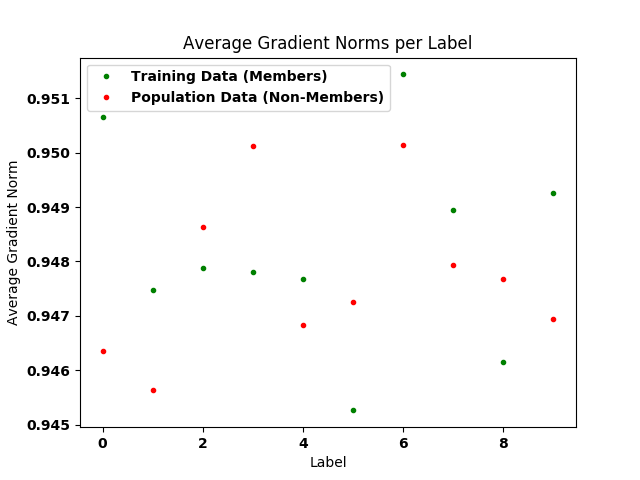 Average Gradient Norms per Label
Training Data (Members)
Population Data (Non-Members)
Average Gradient Norm
0.951
0.950
0.949
0.948
0.947
0.946
0.945
0 2 4 6 8
Label